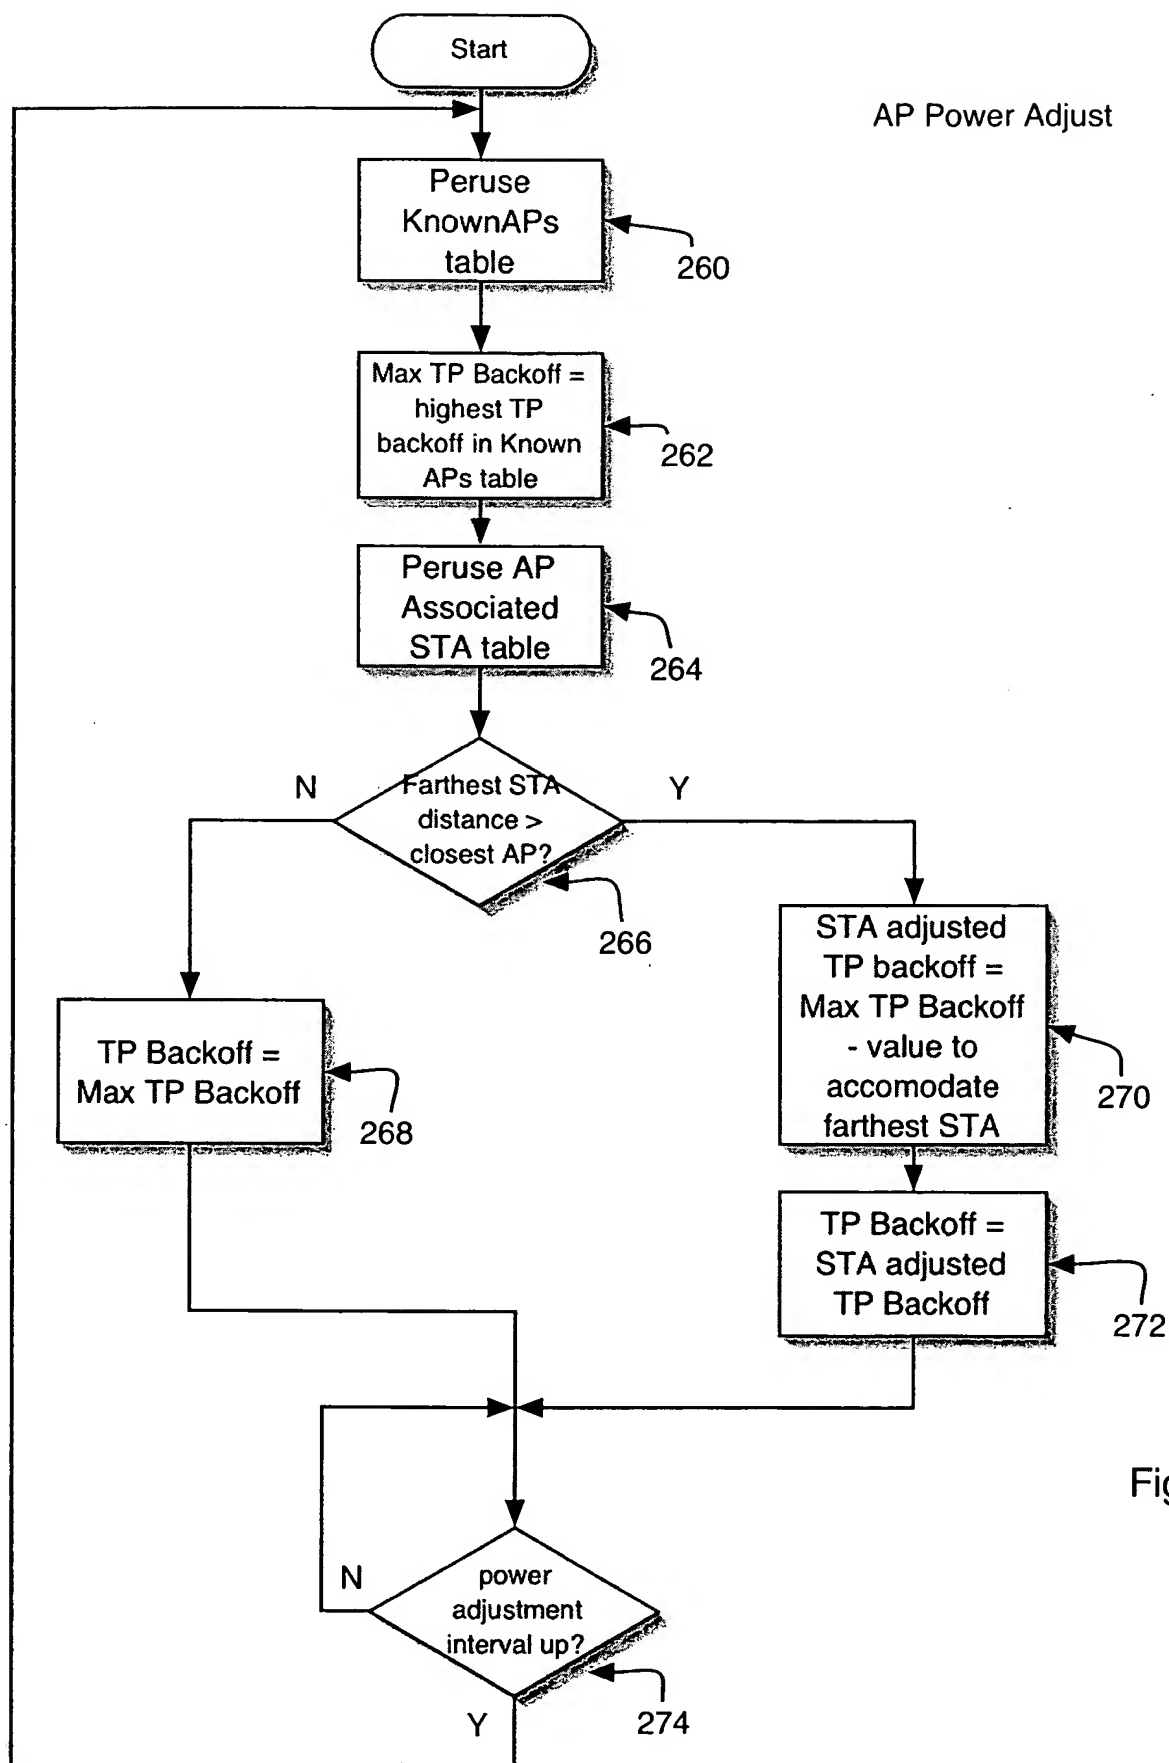 Start
AP Power Adjust
Peruse
KnownAPs
table
260
Max TP Backoff =
highest TP
backoff in Known
APs table
262
Peruse AP
Associated
STA table
264
N
Farthest STA
distance >
closest AP?
Y
266
STA adjusted
TP backoff =
Max TP Backoff
- value to
accomodate
farthest STA
270
TP Backoff =
Max TP Backoff
268
TP Backoff =
STA adjusted
TP Backoff
272
Fig
N
power
adjustment
interval up?
Y
274